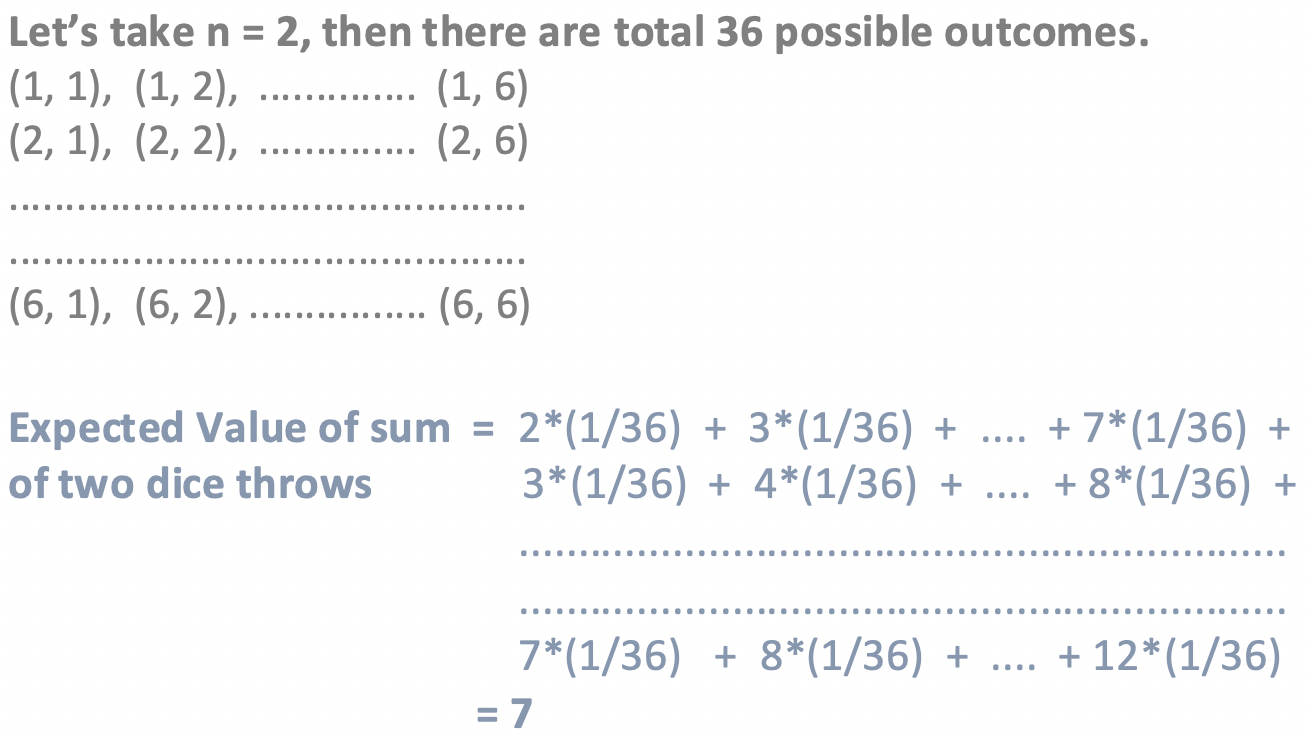 Let’s take n = 2, then there are total 36 possible outcomes.
(1, 1), (1, 2), .............. (1, 6)
(2, 1), (2, 2), .............. (2, 6)
..............................................
..............................................
(6, 1), (6, 2), ................ (6, 6)
Expected Value of sum = 2*(1/36) + 3*(1/36) + .... + 7*(1/36) +
of two dice throws 3*(1/36) + 4*(1/36) + .... + 8*(1/36) +
.................................................................
.................................................................
7*(1/36) + 8*(1/36) + .... + 12*(1/36)
= 7